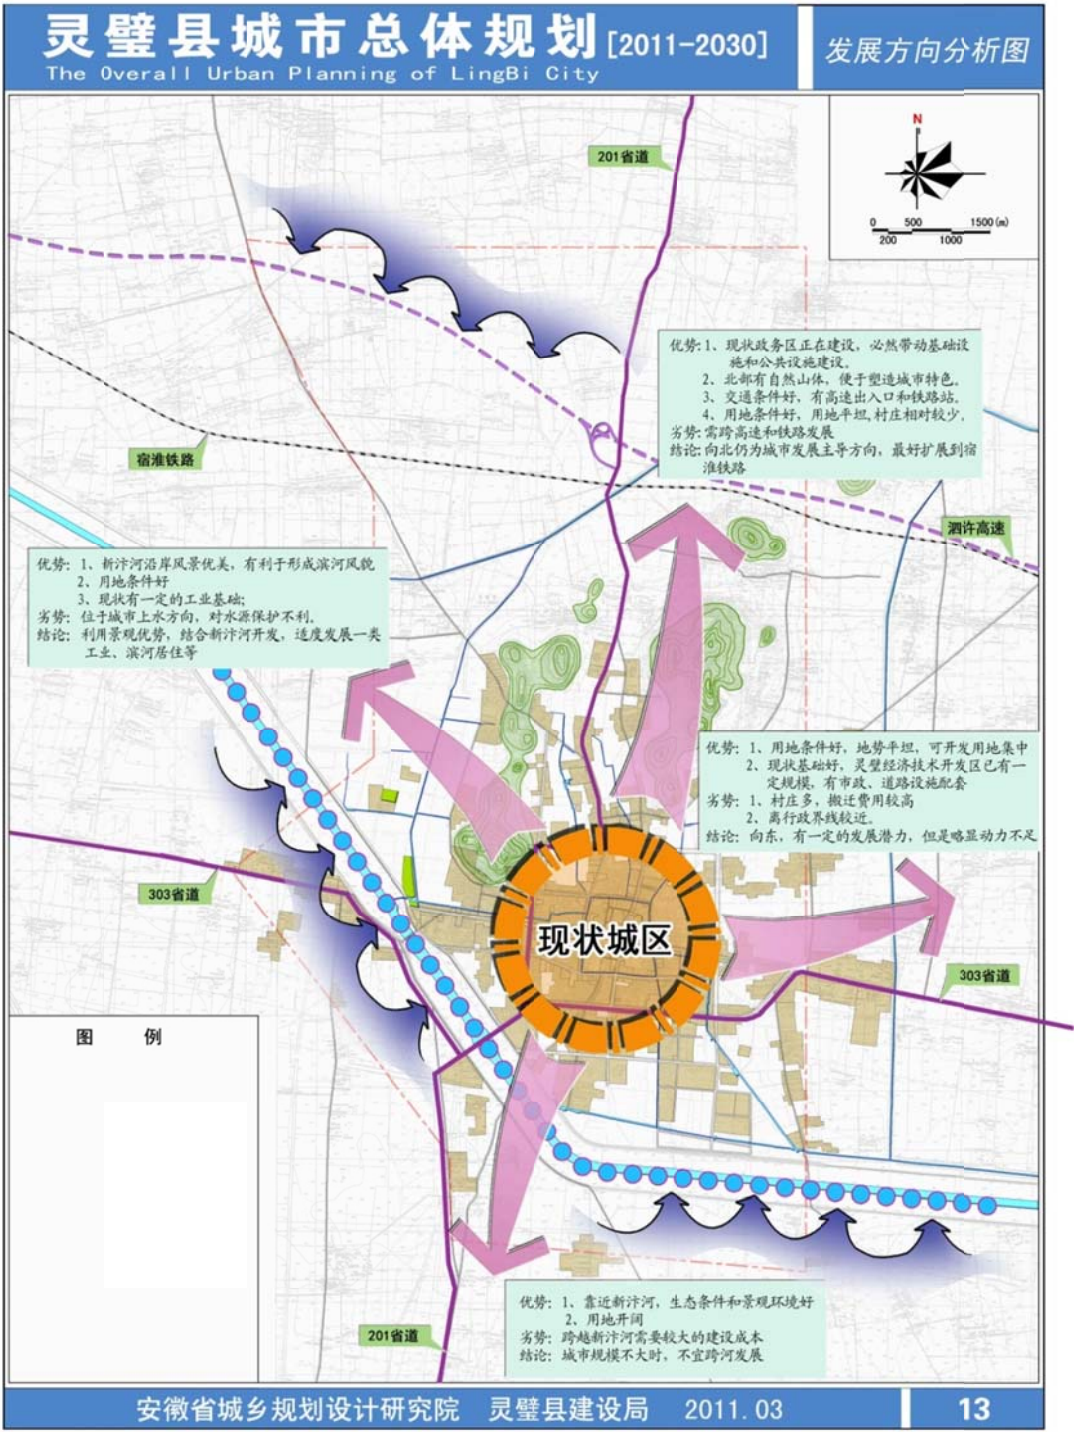 灵璧县城市总体规划[2011-2030]
The Overall Urban Planning of LingBi City
发展方向分析图
N
0 500 1500(m)
200 1000
201省道
优势:1、现状政务区正在建设，必然带动基础设
施和公共设施建设。
2、北部有自然山体，便于塑造城市特色。
3、交通条件好，有高速出入口和铁路站。
4、用地条件好，用地平坦,村庄相对较少。
劣势:需跨高速和铁路发展
结论:向北仍为城市发展主导方向，最好扩展到宿
淮铁路
宿淮铁路
泗许高速
优势：1、新汴河沿岸风景优美，有利于形成滨河风貌
2、用地条件好
3、现状有一定的工业基础;
劣势：位于城市上水方向，对水源保护不利。
结论：利用景观优势，结合新汴河开发，适度发展一类
工业、滨河居住等
优势：1、用地条件好，地势平坦，可开发用地集中
2、现状基础好，灵璧经济技术开发区已有一
定规模，有市政、道路设施配套
劣势：1、村庄多，搬迁费用较高
2、离行政界线较近。
结论：向东，有一定的发展潜力，但是略显动力不足
303省道
现状城区
303省道
图 例
优势：1、靠近新汴河，生态条件和景观环境好
2、用地开阔
劣势：跨越新汴河需要较大的建设成本
结论：城市规模不大时，不宜跨河发展
201省道
安徽省城乡规划设计研究院 灵璧县建设局 2011.03
13